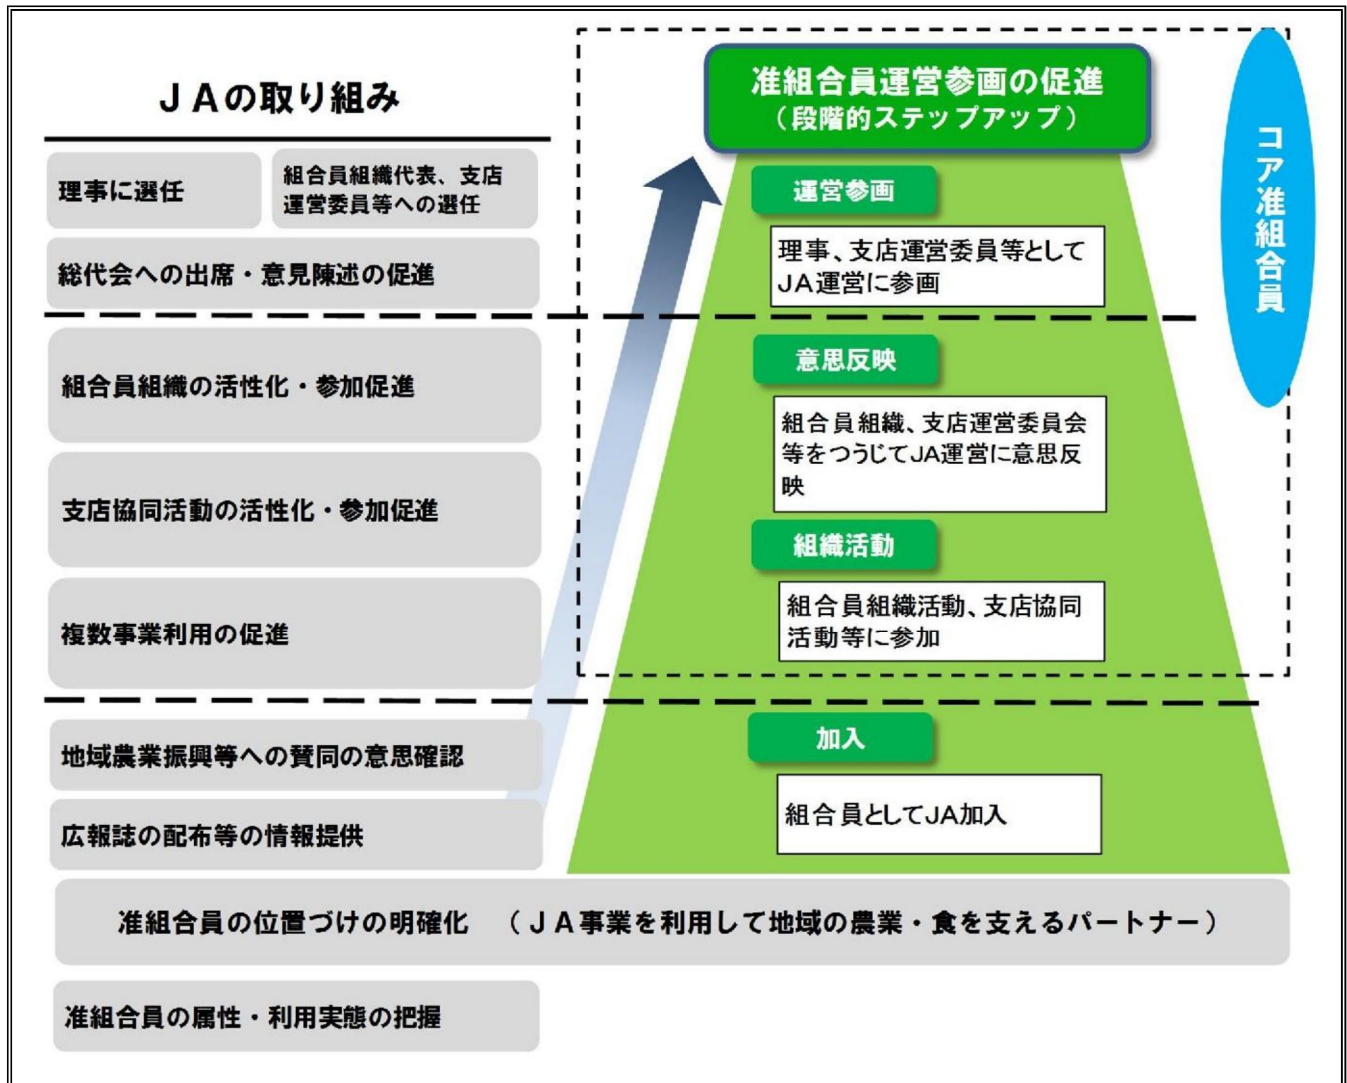 JAの取り組み
理事に選任
組合員組織代表、支店
運営委員等への選任
総代会への出席・意見陳述の促進
組合員組織の活性化・参加促進
支店協同活動の活性化・参加促進
複数事業利用の促進
地域農業振興等への賛同の意思確認
広報誌の配布等の情報提供
准組合員運営参画の促進
（段階的ステップアップ）
運営参画
理事、支店運営委員等として
JA運営に参画
意思反映
組合員組織、支店運営委員会
等をつうじてJA運営に意思反
映
組織活動
組合員組織活動、支店協同
活動等に参加
加入
組合員としてJA加入
コア准組合員
准組合員の位置づけの明確化　（JA事業を利用して地域の農業・食を支えるパートナー）
准組合員の属性・利用実態の把握